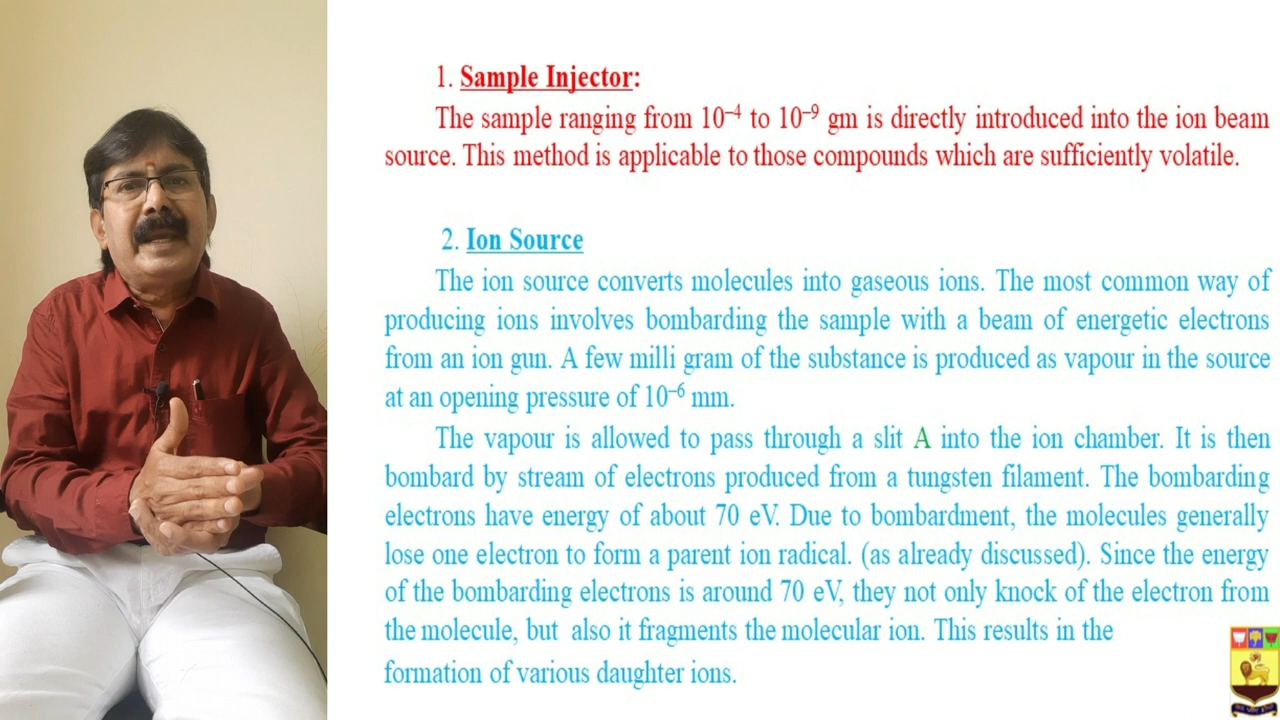 1. Sample Injector:
The sample ranging from 10⁻⁴ to 10⁻⁹ gm is directly introduced into the ion beam
source. This method is applicable to those compounds which are sufficiently volatile.
2. Ion Source
The ion source converts molecules into gaseous ions. The most common way of
producing ions involves bombarding the sample with a beam of energetic electrons
from an ion gun. A few milli gram of the substance is produced as vapour in the source
at an opening pressure of 10⁻⁶ mm.
The vapour is allowed to pass through a slit A into the ion chamber. It is then
bombard by stream of electrons produced from a tungsten filament. The bombarding
electrons have energy of about 70 eV. Due to bombardment, the molecules generally
lose one electron to form a parent ion radical. (as already discussed). Since the energy
of the bombarding electrons is around 70 eV, they not only knock of the electron from
the molecule, but also it fragments the molecular ion. This results in the
formation of various daughter ions.